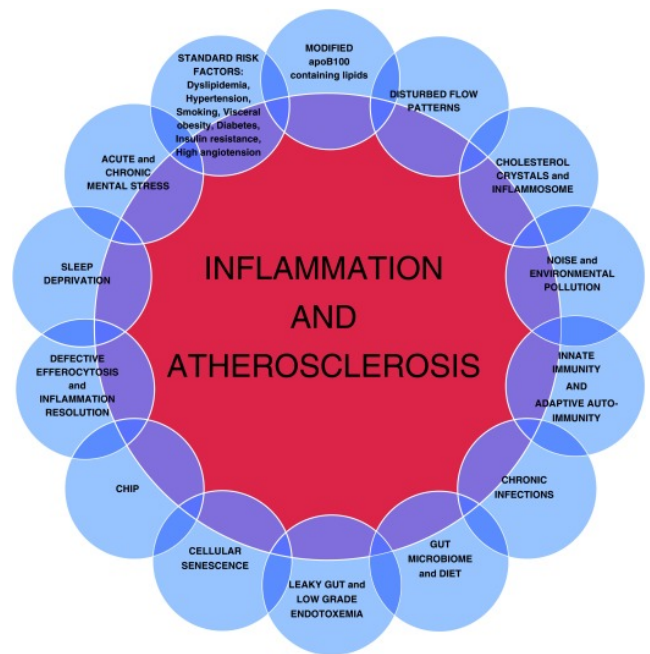 MODIFIED
apoB100
containing lipids
DISTURBED FLOW
PATTERNS
CHOLESTEROL
CRYSTALS and
INFLAMMOSOME
NOISE and
ENVIRONMENTAL
POLLUTION
INNATE
IMMUNITY
AND
ADAPTIVE AUTO-
IMMUNITY
CHRONIC
INFECTIONS
GUT
MICROBIOME
and DIET
LEAKY GUT and
LOW GRADE
ENDOTOXEMIA
CELLULAR
SENESCENCE
CHIP
DEFECTIVE
EFFEROCYTOSIS
and
INFLAMMATION
RESOLUTION
SLEEP
DEPRIVATION
ACUTE and
CHRONIC
MENTAL STRESS
STANDARD RISK
FACTORS:
Dyslipidemia,
Hypertension,
Smoking, Visceral
obesity, Diabetes,
Insulin resistance,
High angiotension
INFLAMMATION
AND
ATHEROSCLEROSIS